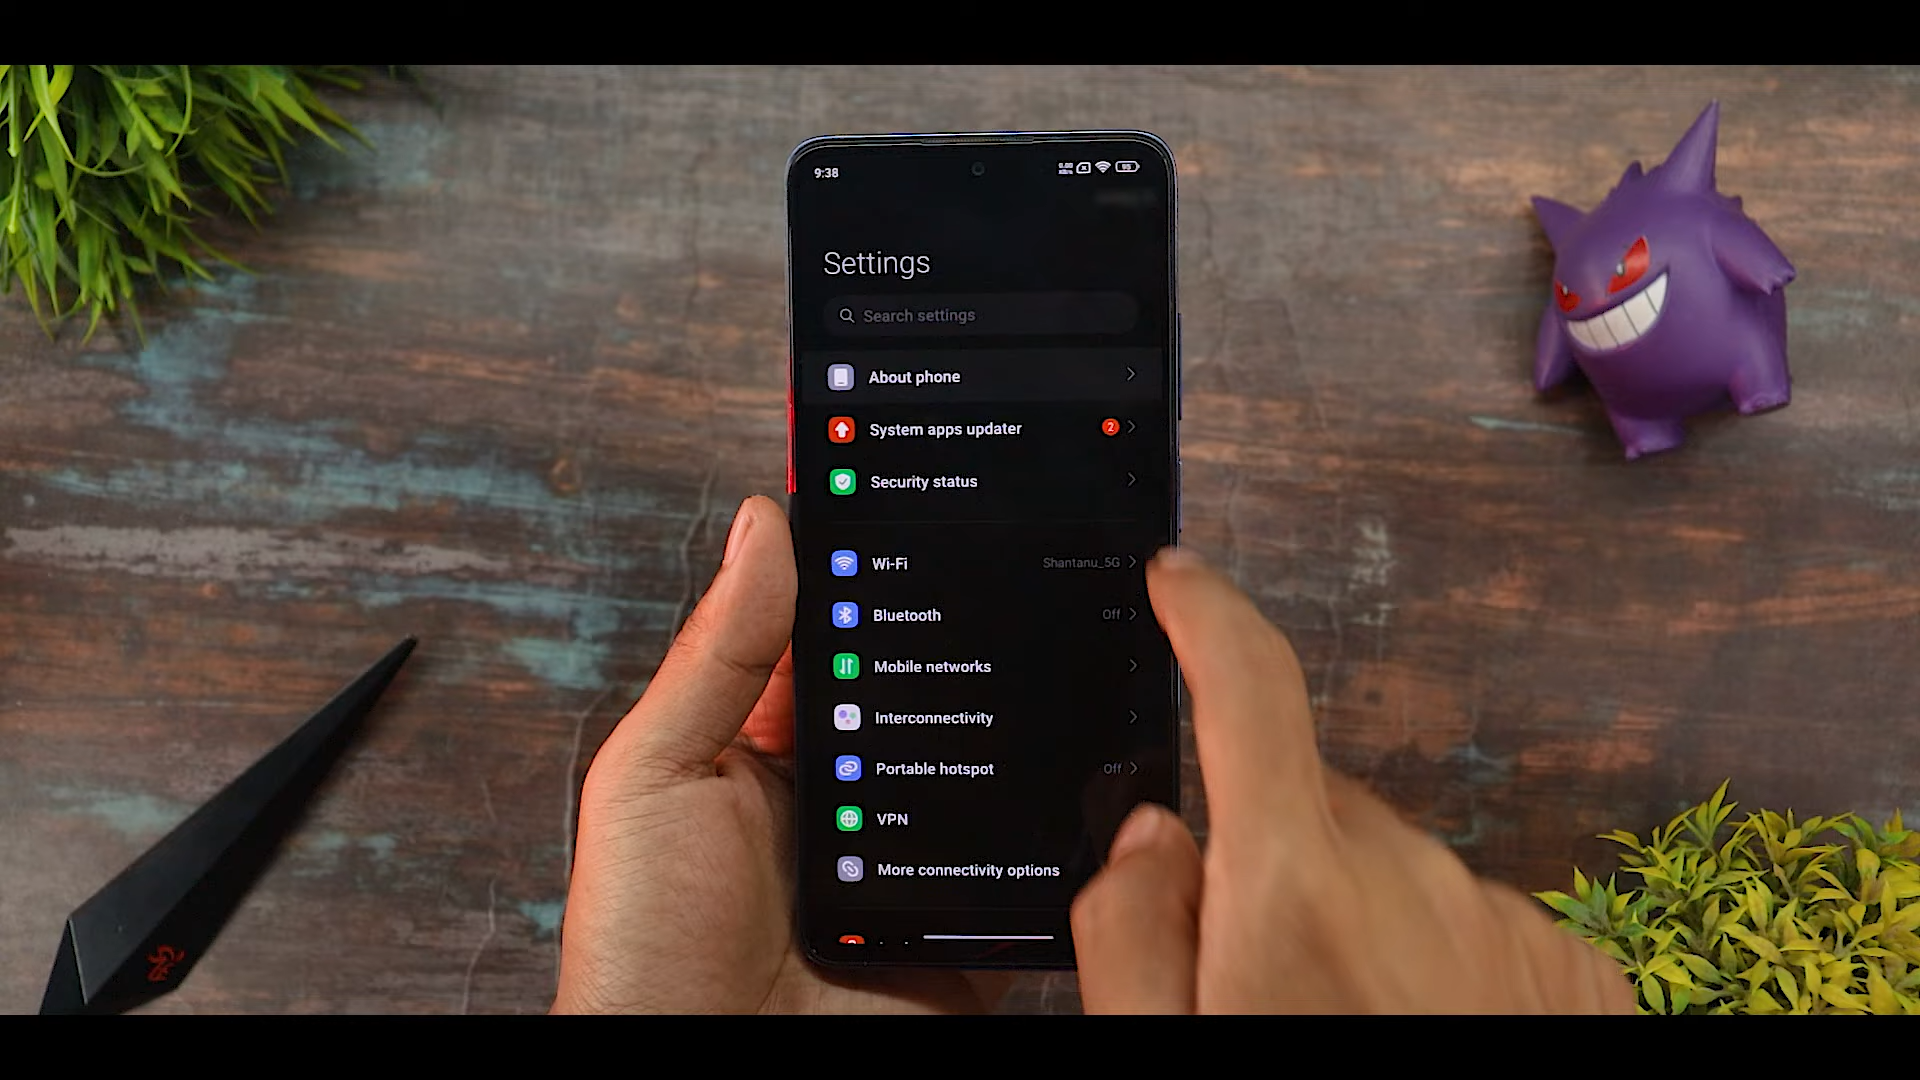 9:38
95
Settings
Search settings
About phone
System apps updater 2
Security status
Wi-Fi Shantanu_5G
Bluetooth Off
Mobile networks
Interconnectivity
Portable hotspot Off
VPN
More connectivity options